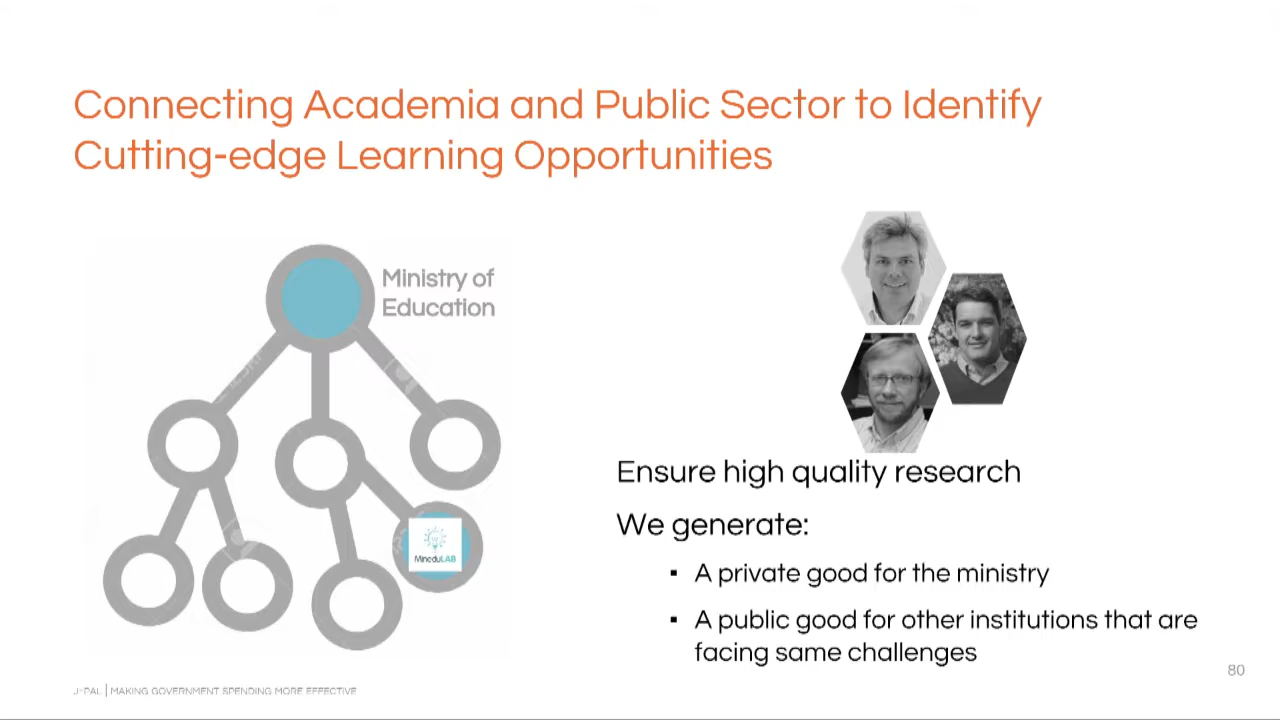 Connecting Academia and Public Sector to Identify
Cutting-edge Learning Opportunities
Ministry of
Education
MineduLAB
Ensure high quality research
We generate:
▪ A private good for the ministry
▪ A public good for other institutions that are
facing same challenges
J-PAL | MAKING GOVERNMENT SPENDING MORE EFFECTIVE
80